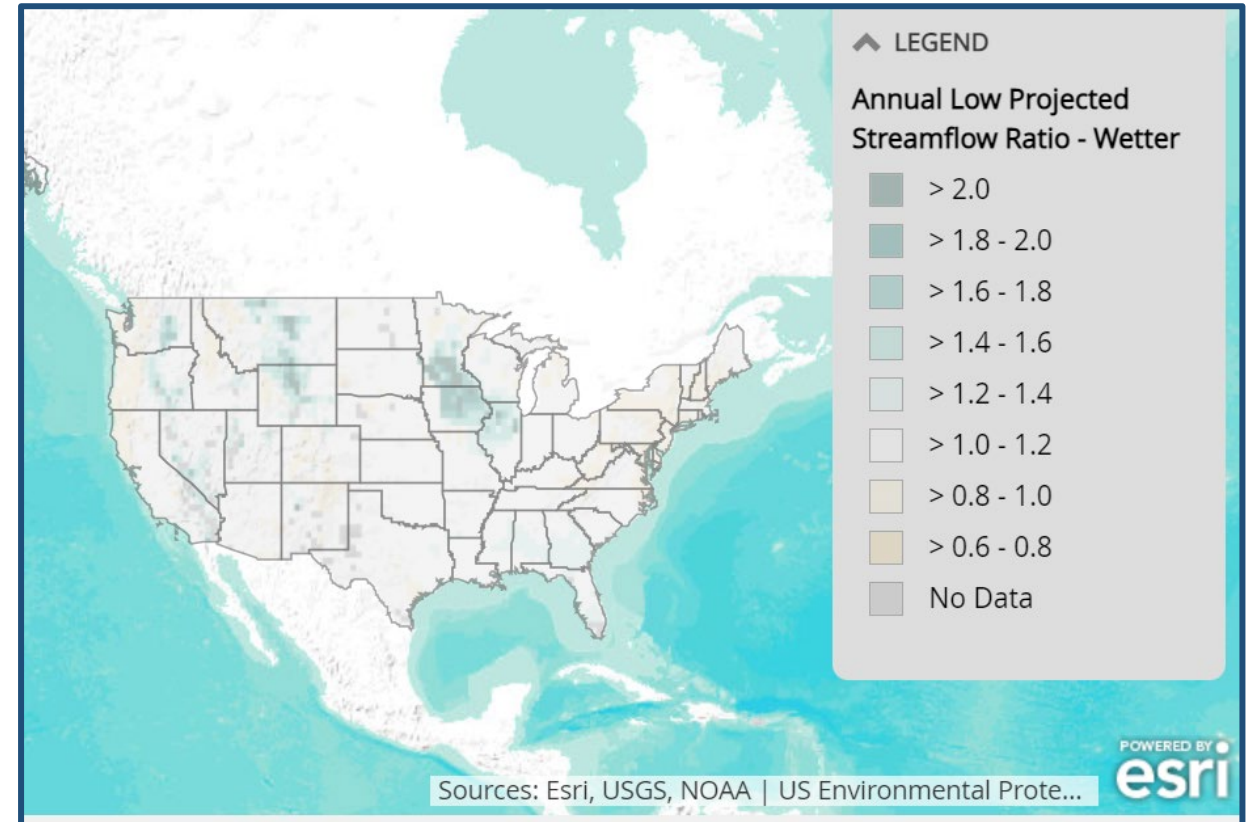 LEGEND
Annual Low Projected
Streamflow Ratio - Wetter
> 2.0
> 1.8 - 2.0
> 1.6 - 1.8
> 1.4 - 1.6
> 1.2 - 1.4
> 1.0 - 1.2
> 0.8 - 1.0
> 0.6 - 0.8
No Data
POWERED BY
esri
Sources: Esri, USGS, NOAA | US Environmental Prote...